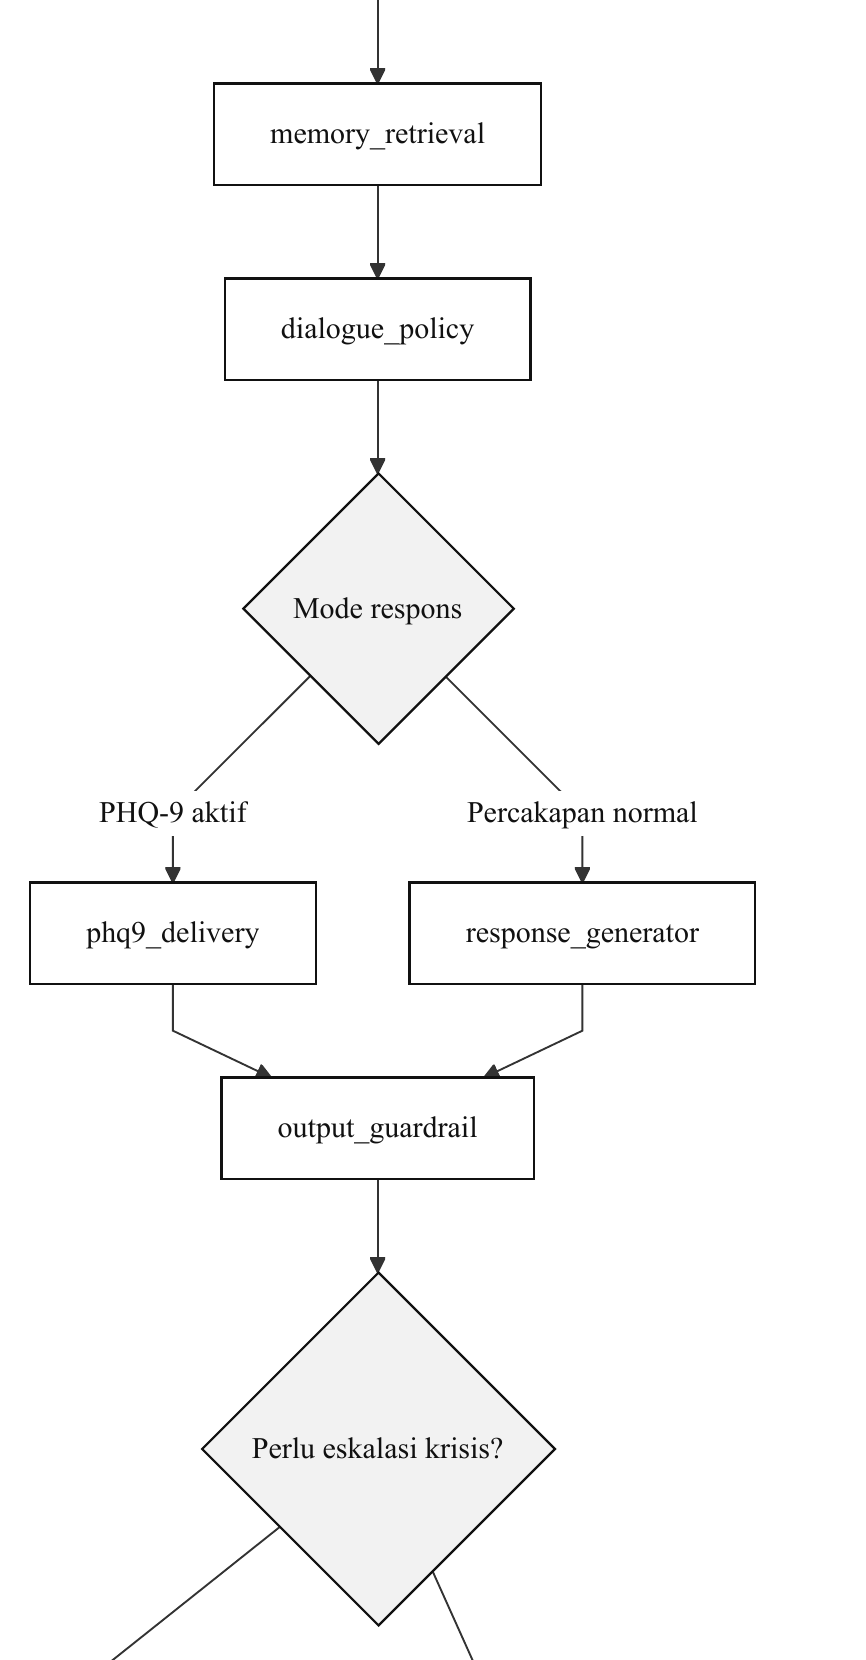 memory_retrieval
dialogue_policy
Mode respons
PHQ-9 aktif
Percakapan normal
phq9_delivery
response_generator
output_guardrail
Perlu eskalasi krisis?